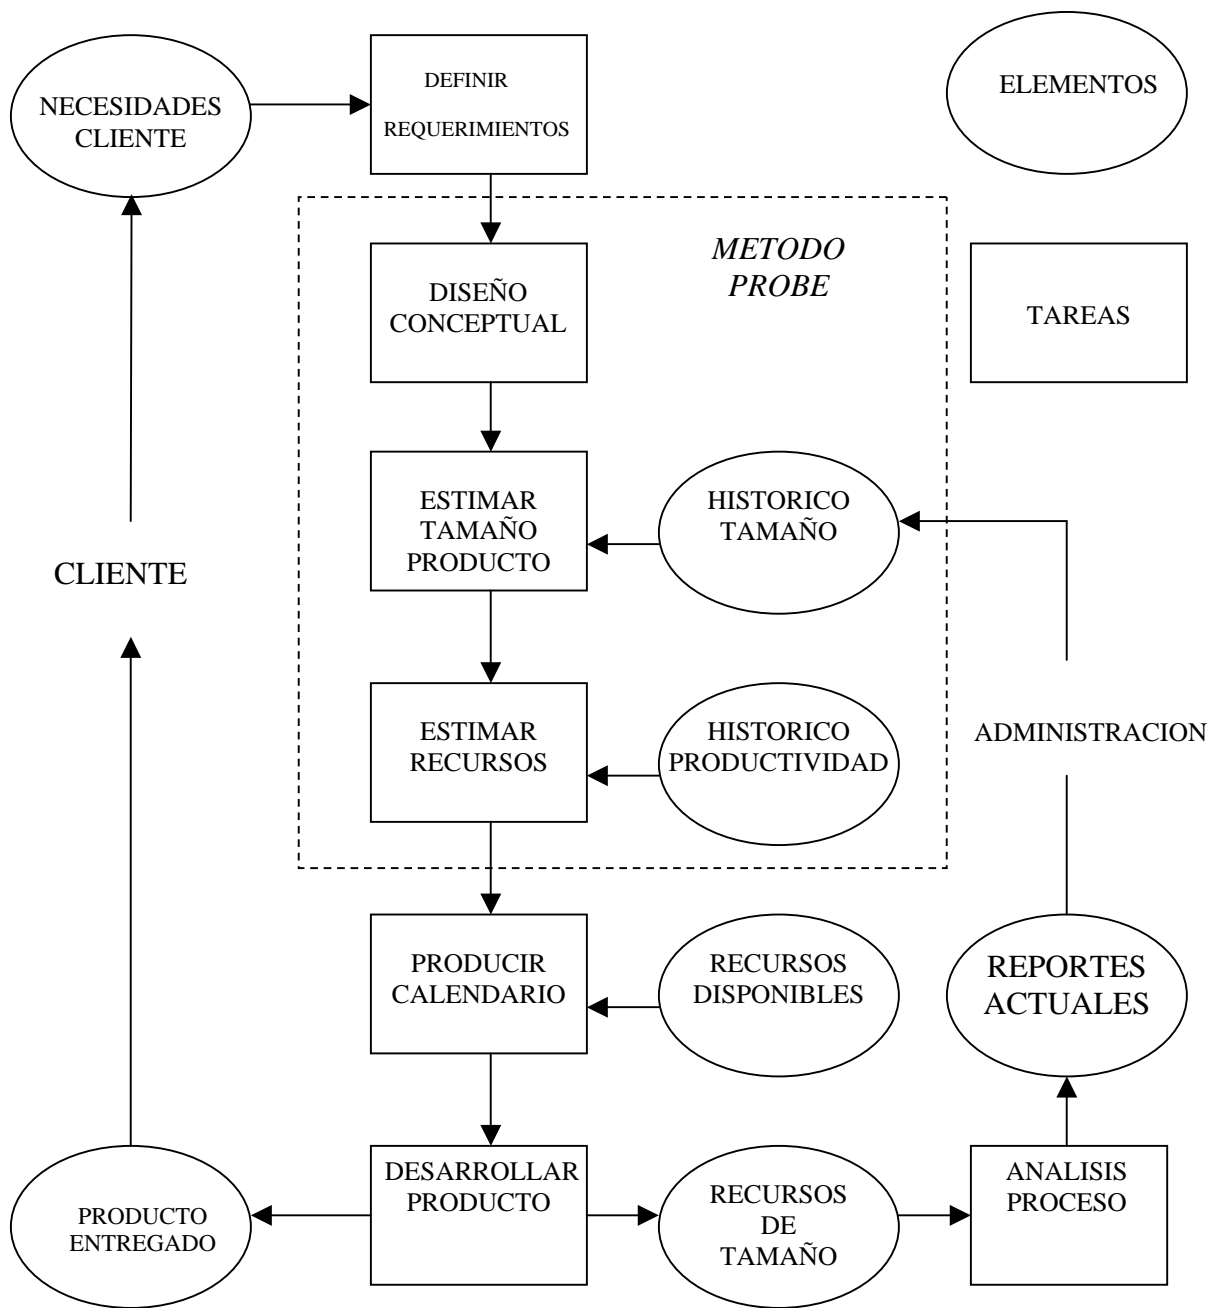 NECESIDADES
CLIENTE
DEFINIR
REQUERIMIENTOS
ELEMENTOS
METODO
PROBE
DISEÑO
CONCEPTUAL
TAREAS
ESTIMAR
TAMAÑO
PRODUCTO
HISTORICO
TAMAÑO
CLIENTE
ESTIMAR
RECURSOS
HISTORICO
PRODUCTIVIDAD
ADMINISTRACION
PRODUCIR
CALENDARIO
RECURSOS
DISPONIBLES
REPORTES
ACTUALES
PRODUCTO
ENTREGADO
DESARROLLAR
PRODUCTO
RECURSOS
DE
TAMAÑO
ANALISIS
PROCESO